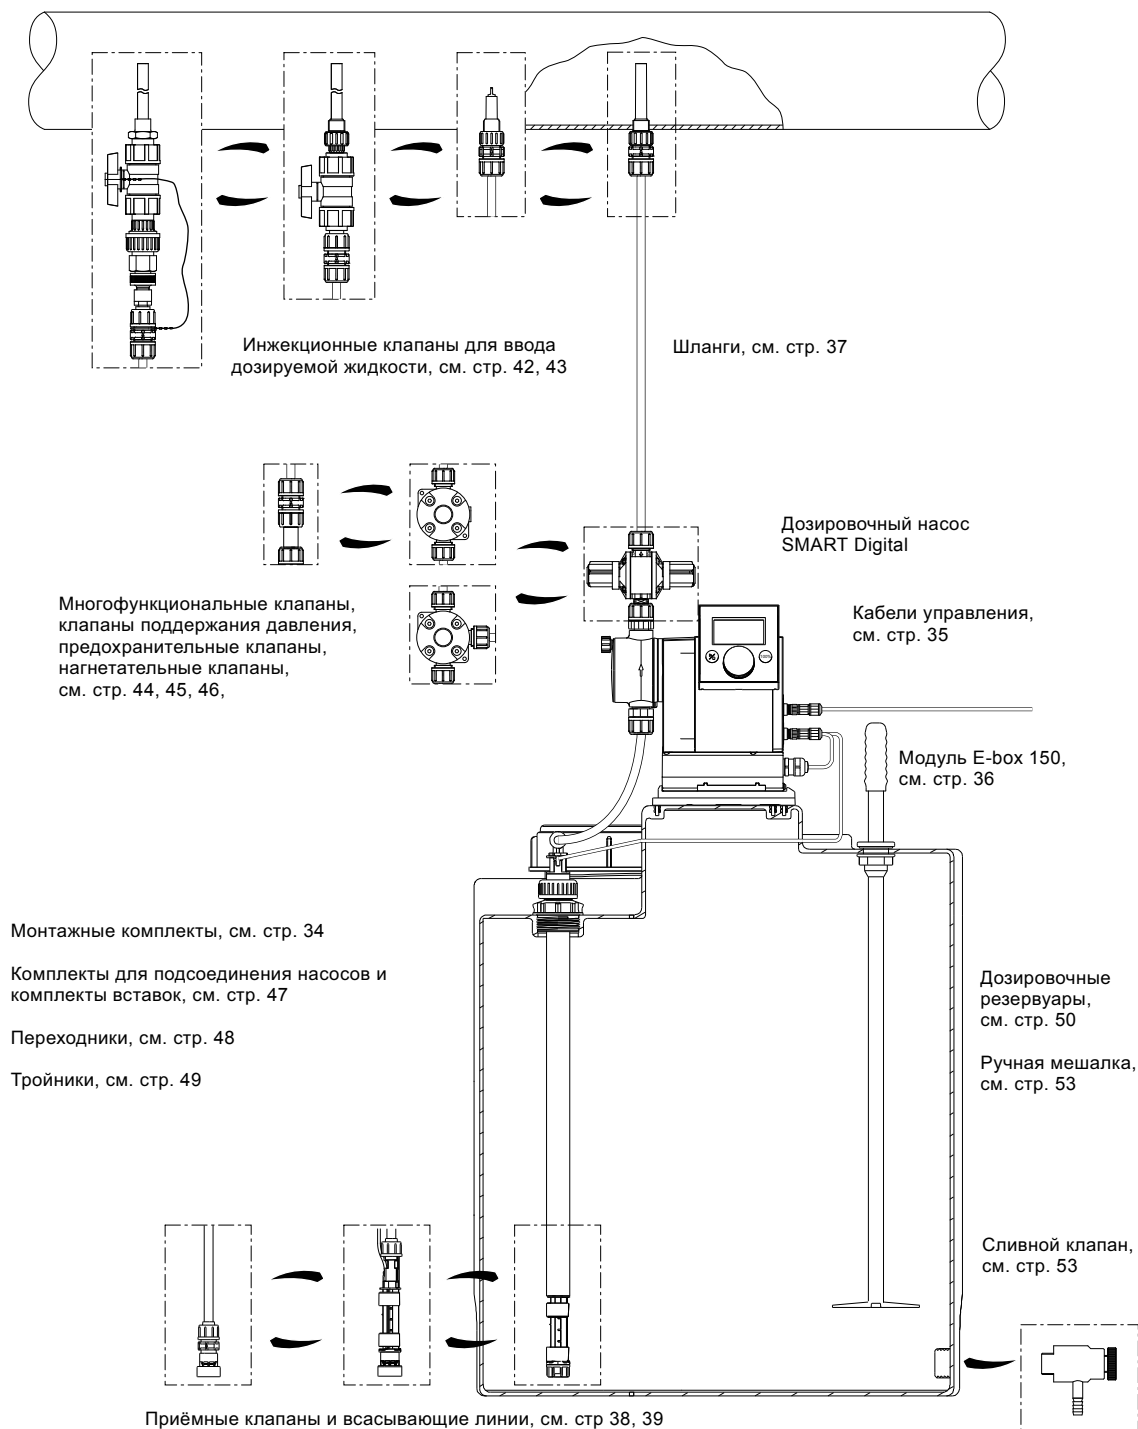 Инжекционные клапаны для ввода
дозируемой жидкости, см. стр. 42, 43
Шланги, см. стр. 37
Дозировочный насос
SMART Digital
Многофункциональные клапаны,
клапаны поддержания давления,
предохранительные клапаны,
нагнетательные клапаны,
см. стр. 44, 45, 46,
Кабели управления,
см. стр. 35
100%
Модуль E-box 150,
см. стр. 36
Монтажные комплекты, см. стр. 34
Комплекты для подсоединения насосов и
комплекты вставок, см. стр. 47
Переходники, см. стр. 48
Тройники, см. стр. 49
Дозировочные
резервуары,
см. стр. 50
Ручная мешалка,
см. стр. 53
Сливной клапан,
см. стр. 53
Приёмные клапаны и всасывающие линии, см. стр 38, 39